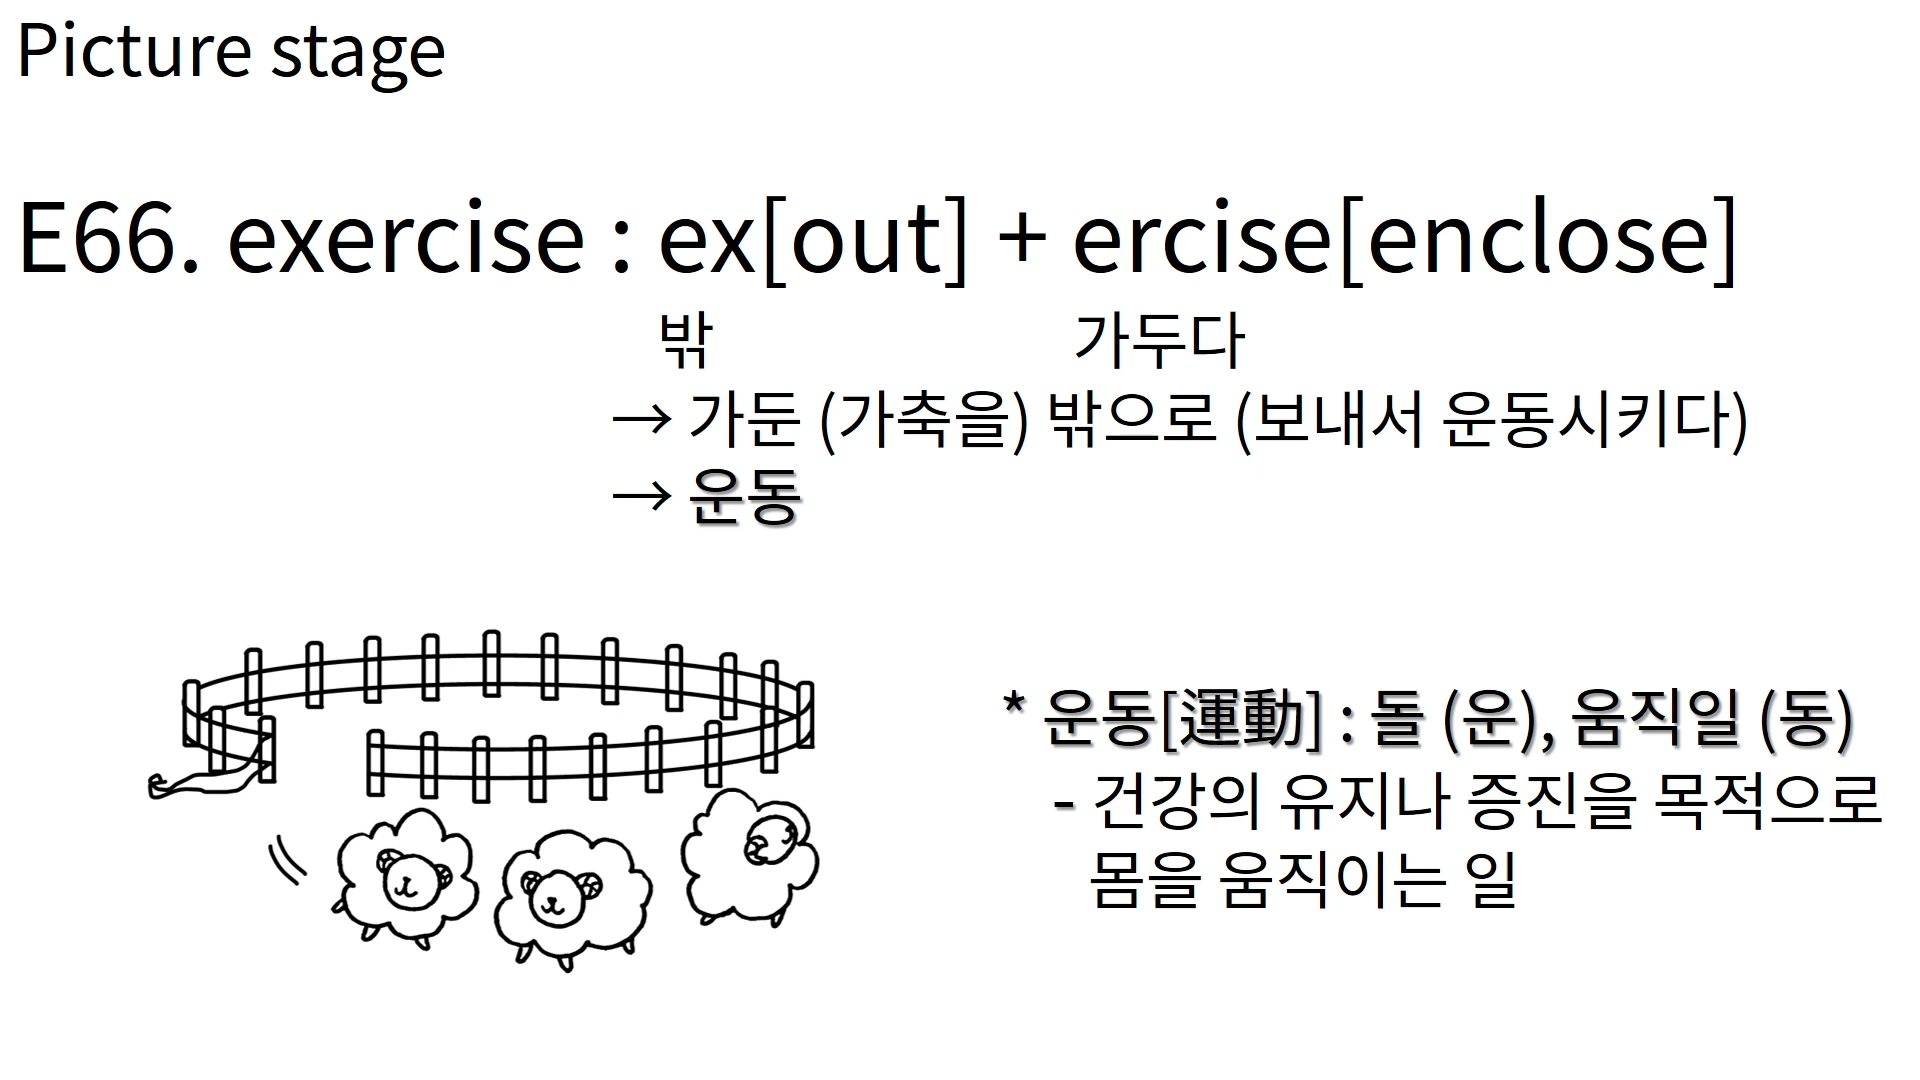 Picture stage
E66. exercise : ex[out] + ercise[enclose]
밖 가두다
→ 가둔 (가축을) 밖으로 (보내서 운동시키다)
→ 운동
* 운동[運動] : 돌 (운), 움직일 (동)
- 건강의 유지나 증진을 목적으로
몸을 움직이는 일